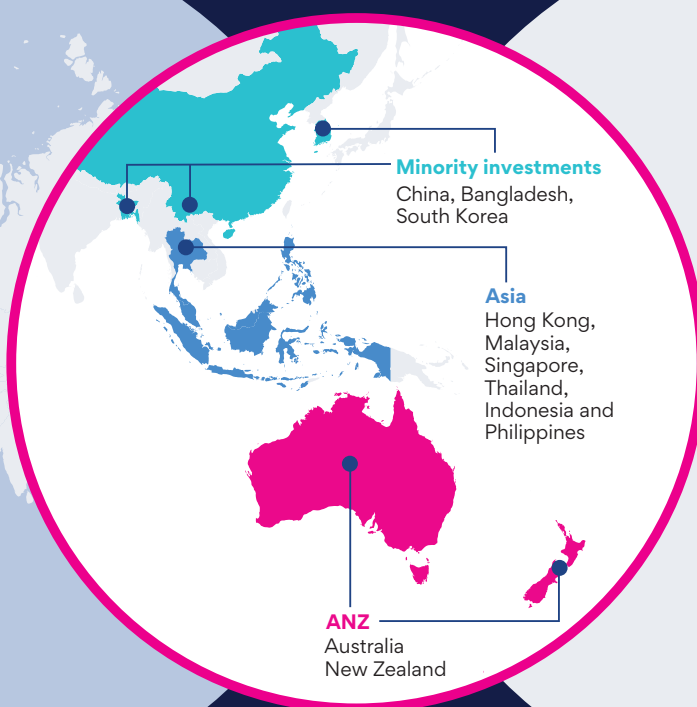 Minority investments
China, Bangladesh,
South Korea
Asia
Hong Kong,
Malaysia,
Singapore,
Thailand,
Indonesia and
Philippines
ANZ
Australia
New Zealand